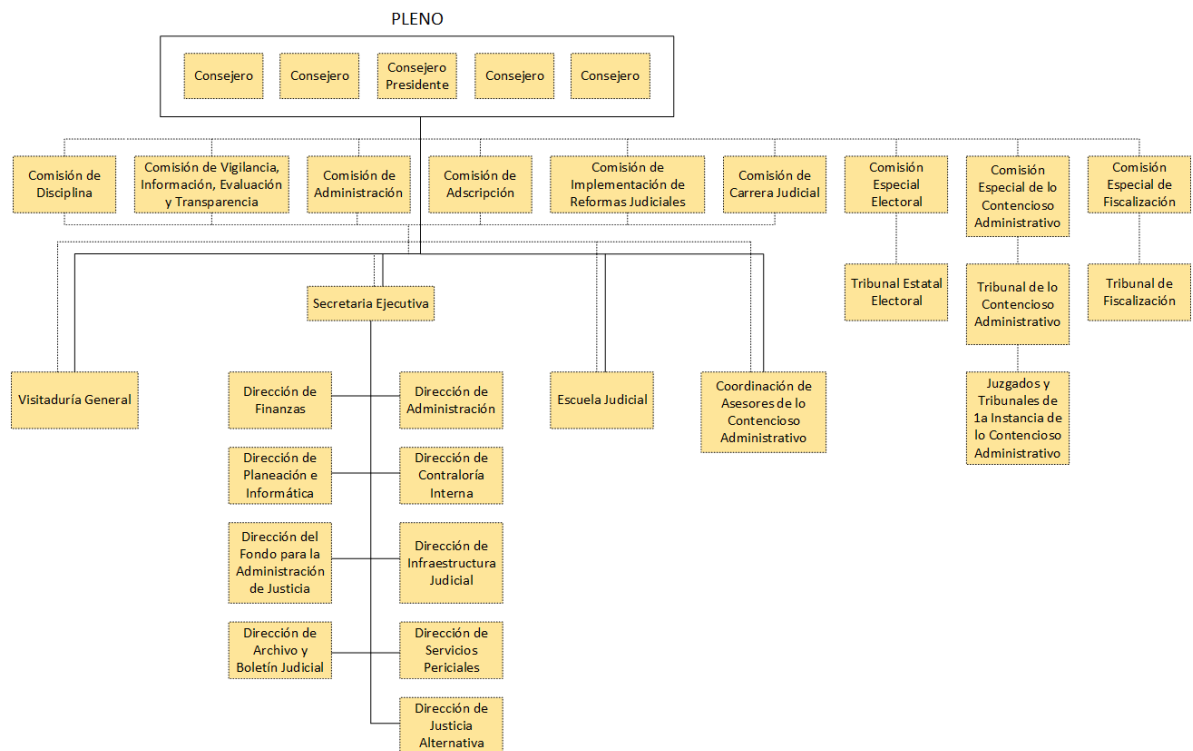 PLENO
Consejero
Consejero
Consejero
Presidente
Consejero
Consejero
Comisión de
Disciplina
Comisión de Vigilancia,
Información, Evaluación
y Transparencia
Comisión de
Administración
Comisión de
Adscripción
Comisión de
Implementación de
Reformas Judiciales
Comisión de
Carrera Judicial
Comisión
Especial
Electoral
Comisión
Especial de lo
Contencioso
Administrativo
Comisión
Especial de
Fiscalización
Secretaria Ejecutiva
Tribunal Estatal
Electoral
Tribunal de lo
Contencioso
Administrativo
Tribunal de
Fiscalización
Visitaduría General
Dirección de
Finanzas
Dirección de
Administración
Escuela Judicial
Coordinación de
Asesores de lo
Contencioso
Administrativo
Juzgados y
Tribunales de
1a Instancia de
lo Contencioso
Administrativo
Dirección de
Planeación e
Informática
Dirección de
Contraloría
Interna
Dirección del
Fondo para la
Administración
de Justicia
Dirección de
Infraestructura
Judicial
Dirección de
Archivo y
Boletín Judicial
Dirección de
Servicios
Periciales
Dirección de
Justicia
Alternativa